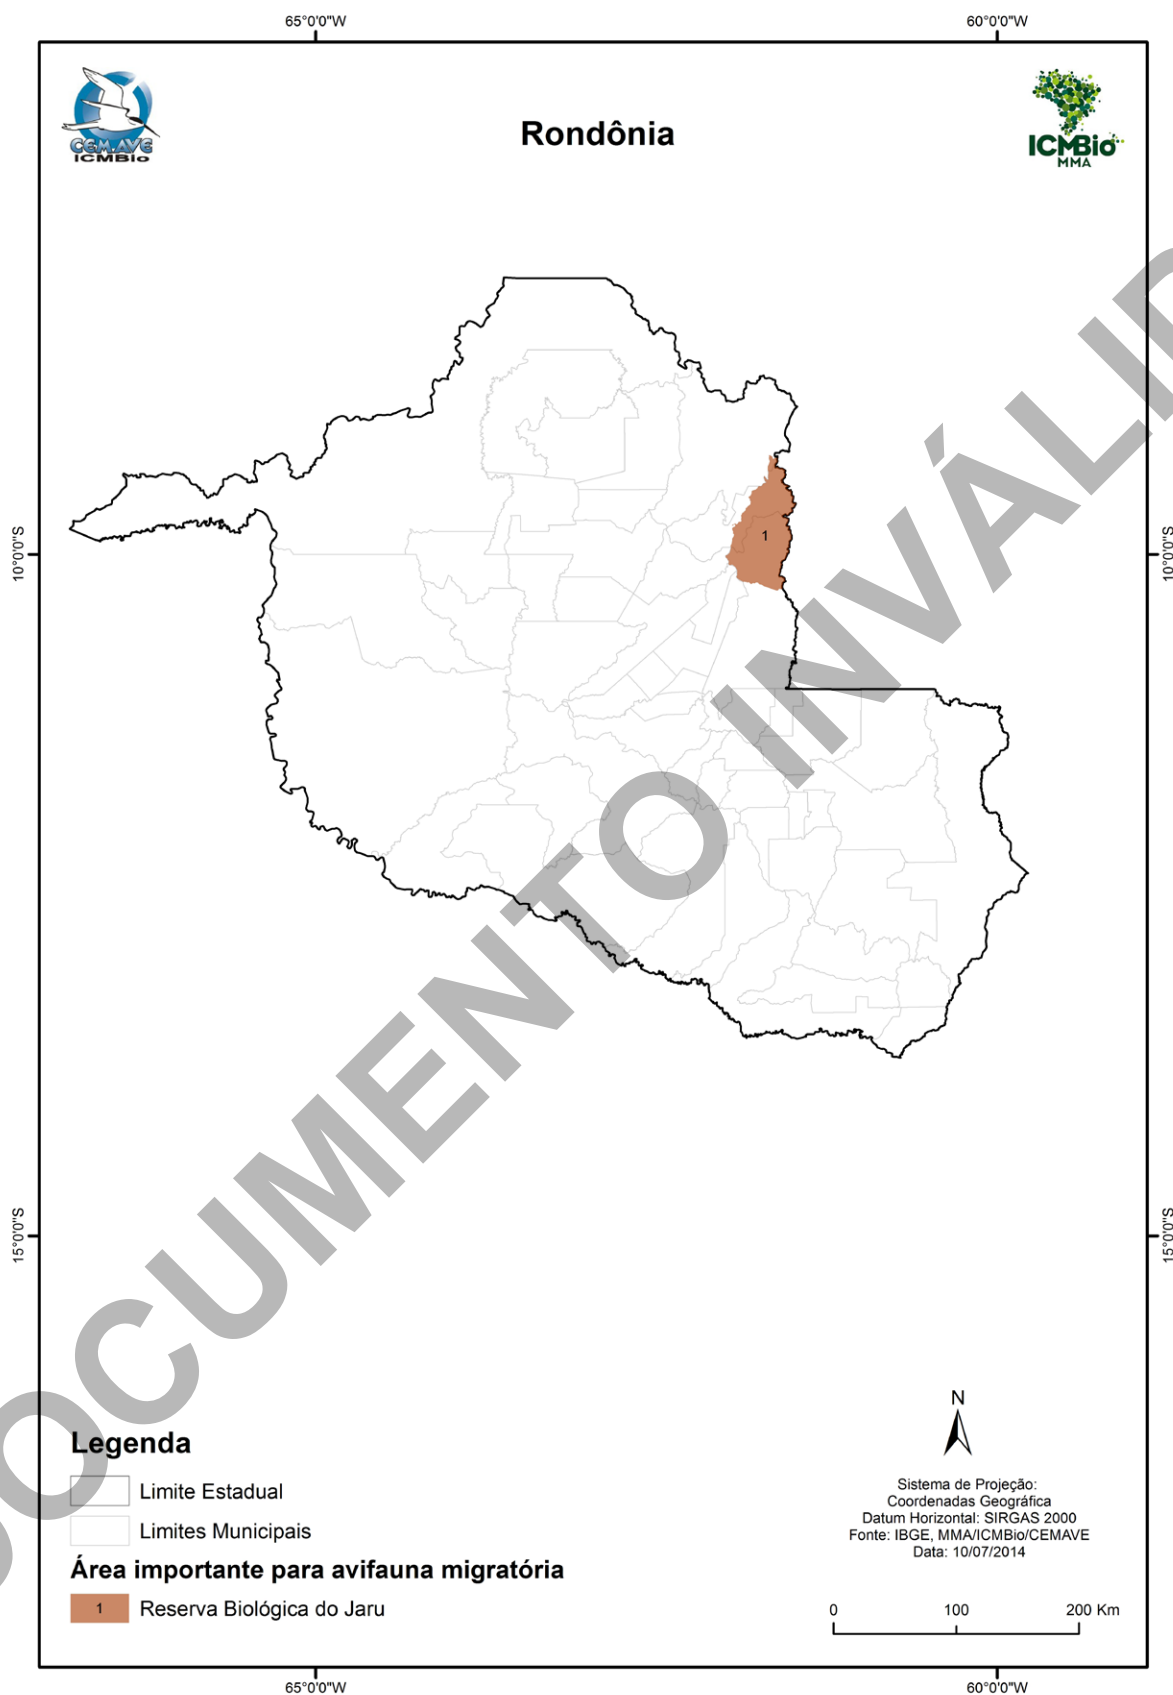 65°0'0"W
60°0'0"W
CEMAVE
ICMBio
Rondônia
ICMBio
MMA
10°0'0"S
10°0'0"S
1
15°0'0"S
15°0'0"S
DOCUMENTO INVÁLID
Legenda
Limite Estadual
Limites Municipais
Área importante para avifauna migratória
1 Reserva Biológica do Jaru
N
Sistema de Projeção:
Coordenadas Geográfica
Datum Horizontal: SIRGAS 2000
Fonte: IBGE, MMA/ICMBio/CEMAVE
Data: 10/07/2014
0 100 200 Km
65°0'0"W
60°0'0"W